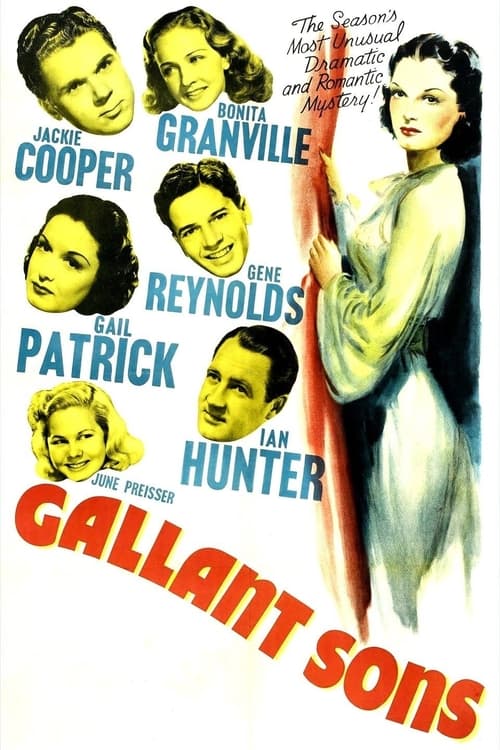 The Season's
Most Unusual
Dramatic
and Romantic
Mystery!
JACKIE
COOPER
BONITA
GRANVILLE
GENE
REYNOLDS
GAIL
PATRICK
IAN
HUNTER
JUNE PREISSER
GALLANT SONS